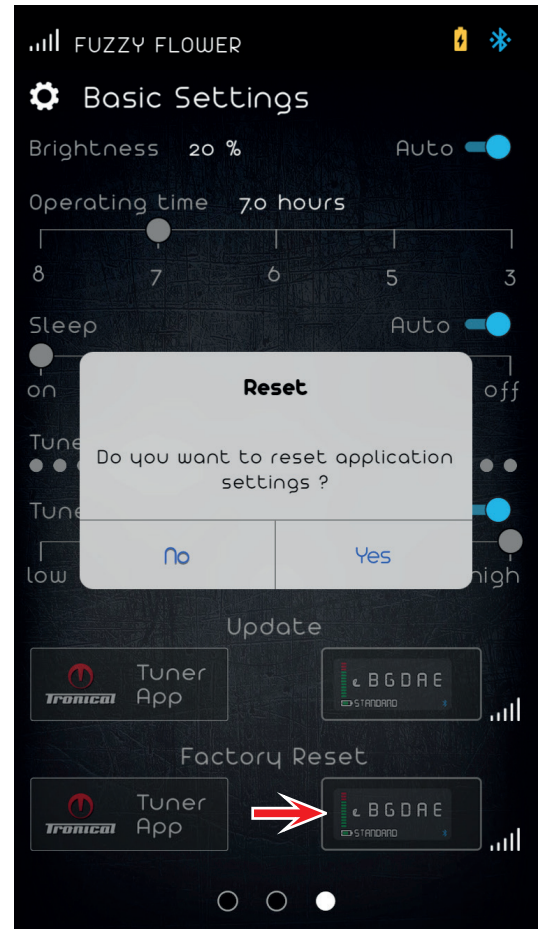 FUZZY FLOWER
Basic Settings
Brightness 20 % Auto
Operating time 7.0 hours
8 7 6 5 3
Sleep Auto
on off
Reset
Do you want to reset application
settings ?
No Yes
Tune
Tune
low high
Update
Tronical Tuner
App
e B G D A E
STANDARD
Factory Reset
Tronical Tuner
App
e B G D A E
STANDARD